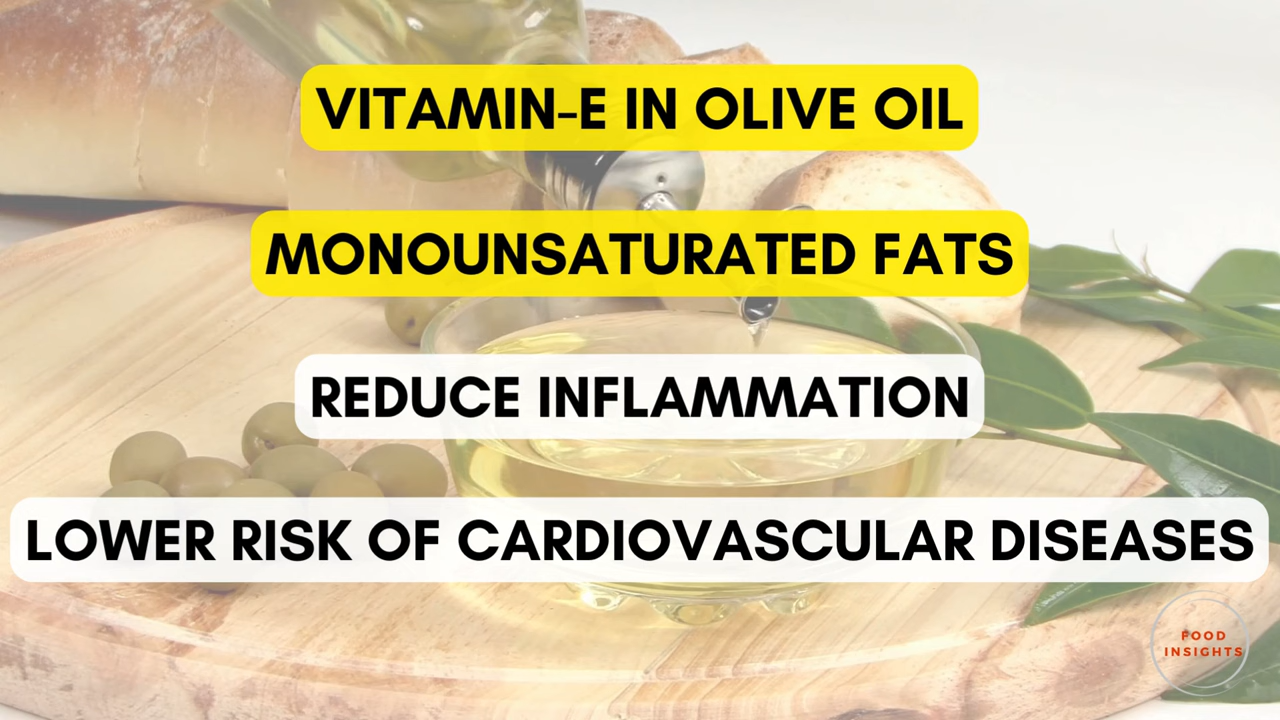 VITAMIN-E IN OLIVE OIL
MONOUNSATURATED FATS
REDUCE INFLAMMATION
LOWER RISK OF CARDIOVASCULAR DISEASES
FOOD
INSIGHTS